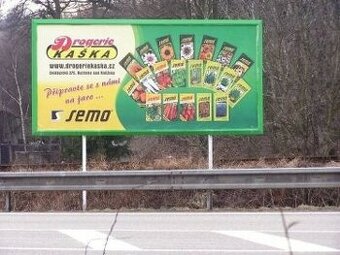 Drogerie
KAŠKA
www.drogeriekaska.cz
Připravte se s námi
na jaro ...
semo